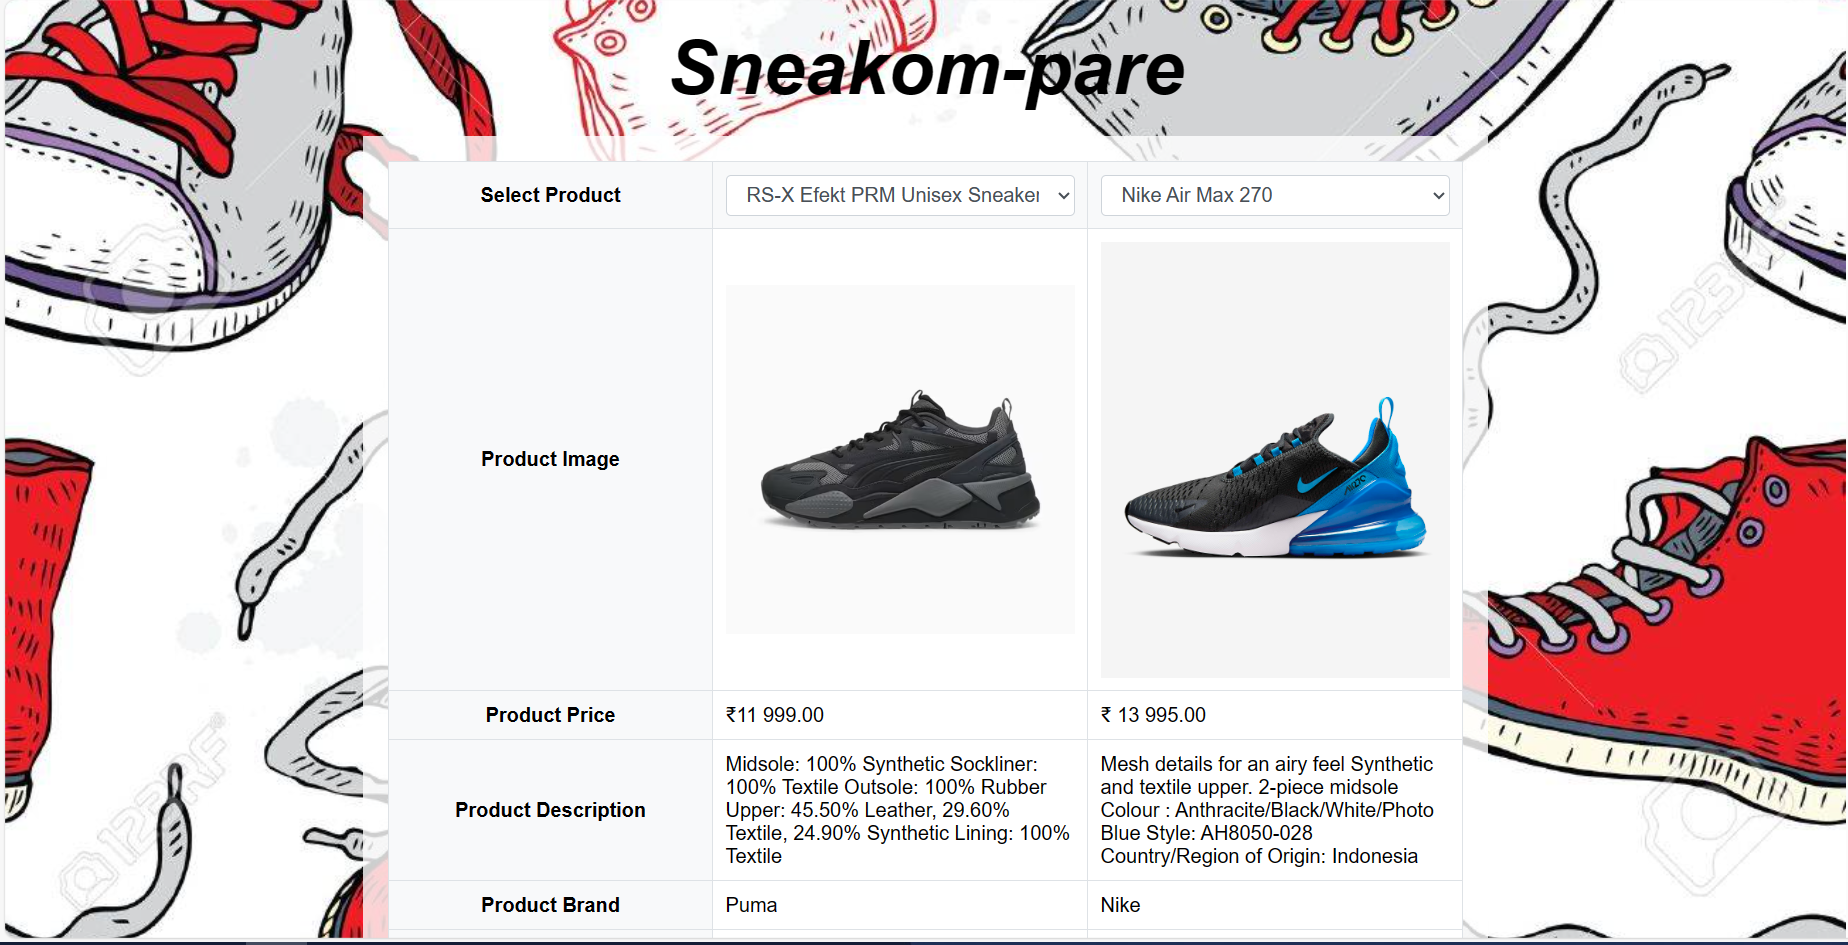 Sneakom-pare
Select Product
RS-X Efekt PRM Unisex Sneaker
Nike Air Max 270
Product Image
Product Price
₹11 999.00
₹ 13 995.00
Product Description
Midsole: 100% Synthetic Sockliner:
100% Textile Outsole: 100% Rubber
Upper: 45.50% Leather, 29.60%
Textile, 24.90% Synthetic Lining: 100%
Textile
Mesh details for an airy feel Synthetic
and textile upper. 2-piece midsole
Colour : Anthracite/Black/White/Photo
Blue Style: AH8050-028
Country/Region of Origin: Indonesia
Product Brand
Puma
Nike
123RF
123RF